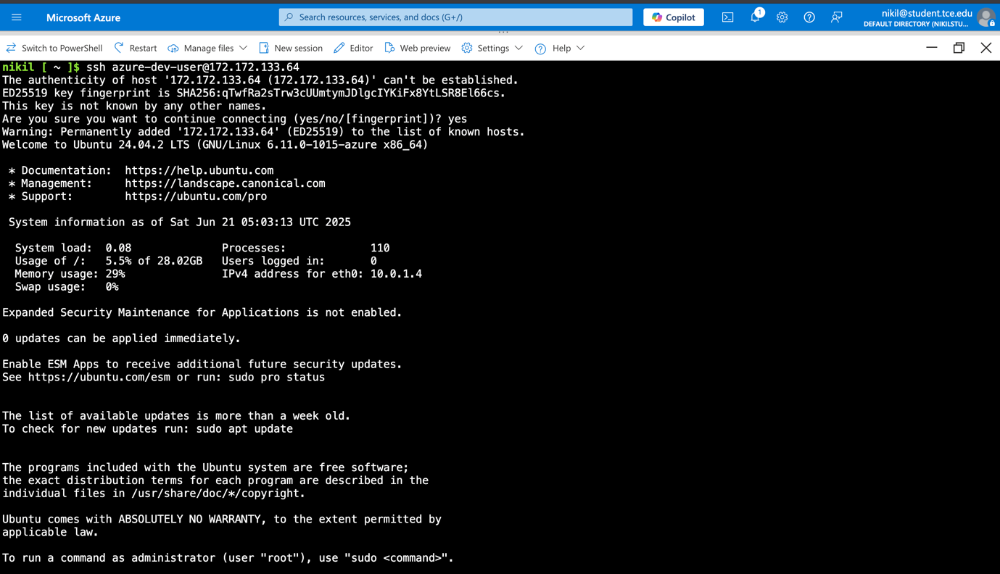 Microsoft Azure
Search resources, services, and docs (G+/)
Copilot
1
nikil@student.tce.edu
DEFAULT DIRECTORY (NIKILSTU...
Switch to PowerShell
Restart
Manage files
New session
Editor
Web preview
Settings
Help
nikil [ ~ ]$ ssh azure-dev-user@172.172.133.64
The authenticity of host '172.172.133.64 (172.172.133.64)' can't be established.
ED25519 key fingerprint is SHA256:qTwfRa2sTrw3cUUmtymJDlgcIYKiFx8YtLSR8El66cs.
This key is not known by any other names.
Are you sure you want to continue connecting (yes/no/[fingerprint])? yes
Warning: Permanently added '172.172.133.64' (ED25519) to the list of known hosts.
Welcome to Ubuntu 24.04.2 LTS (GNU/Linux 6.11.0-1015-azure x86_64)
* Documentation:  https://help.ubuntu.com
* Management:     https://landscape.canonical.com
* Support:        https://ubuntu.com/pro
System information as of Sat Jun 21 05:03:13 UTC 2025
System load:  0.08              Processes:             110
Usage of /:   5.5% of 28.02GB   Users logged in:       0
Memory usage: 29%               IPv4 address for eth0: 10.0.1.4
Swap usage:   0%
Expanded Security Maintenance for Applications is not enabled.
0 updates can be applied immediately.
Enable ESM Apps to receive additional future security updates.
See https://ubuntu.com/esm or run: sudo pro status
The list of available updates is more than a week old.
To check for new updates run: sudo apt update
The programs included with the Ubuntu system are free software;
the exact distribution terms for each program are described in the
individual files in /usr/share/doc/*/copyright.
Ubuntu comes with ABSOLUTELY NO WARRANTY, to the extent permitted by
applicable law.
To run a command as administrator (user "root"), use "sudo <command>".